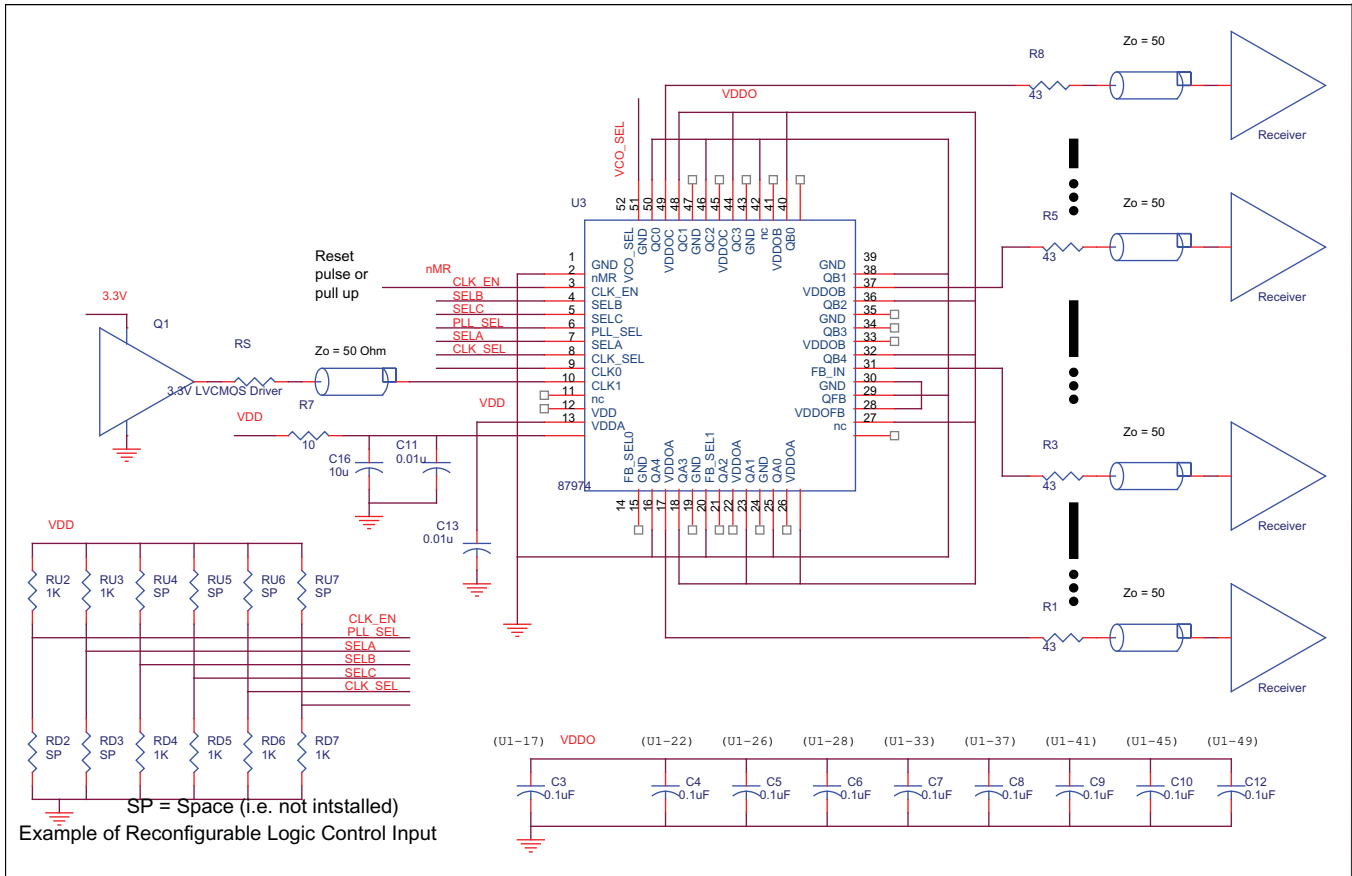 R8
43
Zo = 50
Receiver
VDDO
VCO_SEL
U3
52
51
50
49
48
47
46
45
44
43
42
41
40
VCO_SEL
GND
QC0
VDDOC
QC1
GND
QC2
VDDOC
QC3
GND
nc
VDDOB
QB0
R5
43
Zo = 50
Receiver
Reset
pulse or
pull up
nMR
CLK_EN
SELB
SELC
PLL_SEL
SELA
CLK_SEL
1
2
3
4
5
6
7
8
9
10
11
12
13
GND
nMR
CLK_EN
SELB
SELC
PLL_SEL
SELA
CLK_SEL
CLK0
CLK1
nc
VDD
VDDA
39
38
37
36
35
34
33
32
31
30
29
28
27
GND
QB1
VDDOB
QB2
GND
QB3
VDDOB
QB4
FB_IN
GND
QFB
VDDOFB
nc
3.3V
Q1
RS
Zo = 50 Ohm
3.3V LVCMOS Driver
R7
VDD
VDD
10
C16
10u
C11
0.01u
C13
0.01u
87974
FB_SEL0
GND
QA4
VDDOA
QA3
GND
FB_SEL1
QA2
VDDOA
QA1
GND
QA0
VDDOA
14
15
16
17
18
19
20
21
22
23
24
25
26
R3
43
Zo = 50
Receiver
R1
43
Zo = 50
Receiver
VDD
RU2
1K
RU3
1K
RU4
SP
RU5
SP
RU6
SP
RU7
SP
CLK_EN
PLL_SEL
SELA
SELB
SELC
CLK_SEL
RD2
SP
RD3
SP
RD4
1K
RD5
1K
RD6
1K
RD7
1K
SP = Space (i.e. not intstalled)
Example of Reconfigurable Logic Control Input
(U1-17) VDDO (U1-22) (U1-26) (U1-28) (U1-33) (U1-37) (U1-41) (U1-45) (U1-49)
C3
0.1uF
C4
0.1uF
C5
0.1uF
C6
0.1uF
C7
0.1uF
C8
0.1uF
C9
0.1uF
C10
0.1uF
C12
0.1uF